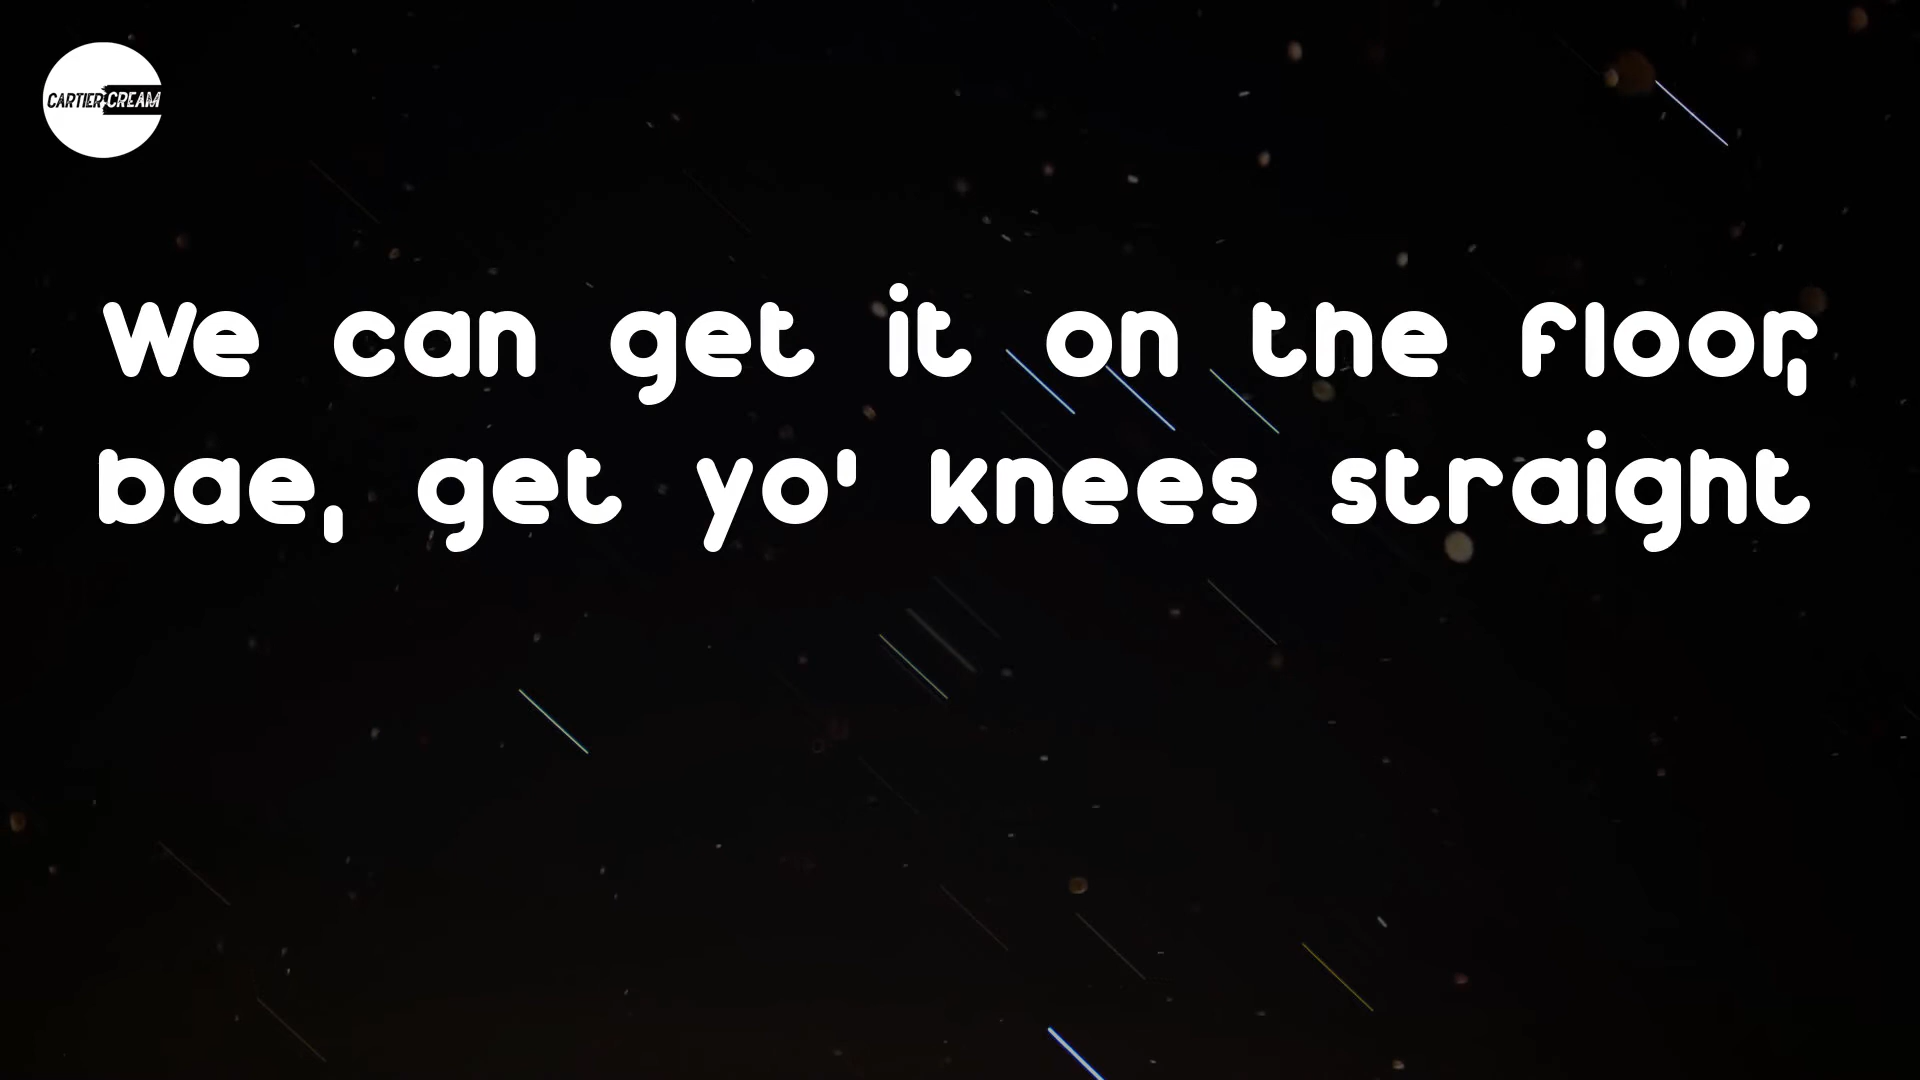 CARTIER CREAM
We can get it on the floor,
bae, get yo' knees straight